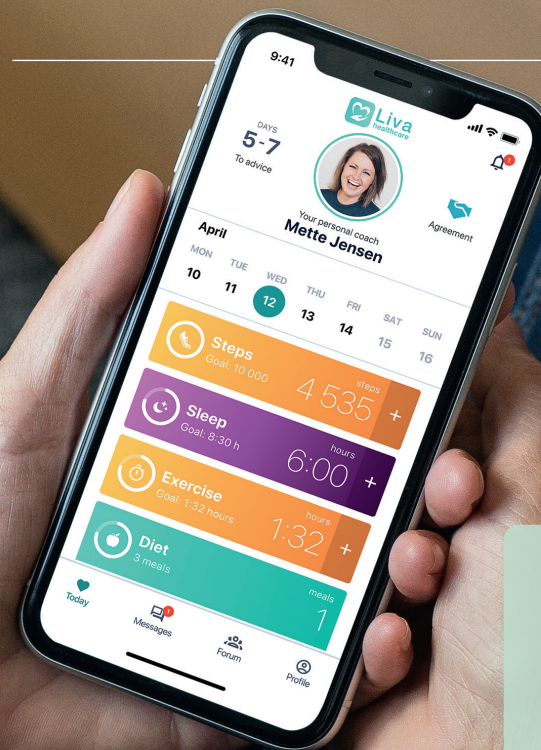 9:41
Liva
healthcare
DAYS
5-7
To advice
1
Your personal coach
Mette Jensen
Agreement
April
MON TUE WED THU FRI SAT SUN
10 11 12 13 14 15 16
Steps
Goal: 10 000
steps
4 535 +
Sleep
Goal: 8:30 h
hours
6:00 +
Exercise
Goal: 1:32 hours
hours
1:32 +
Diet
3 meals
meals
1
Today
1
Messages
Forum
Profile